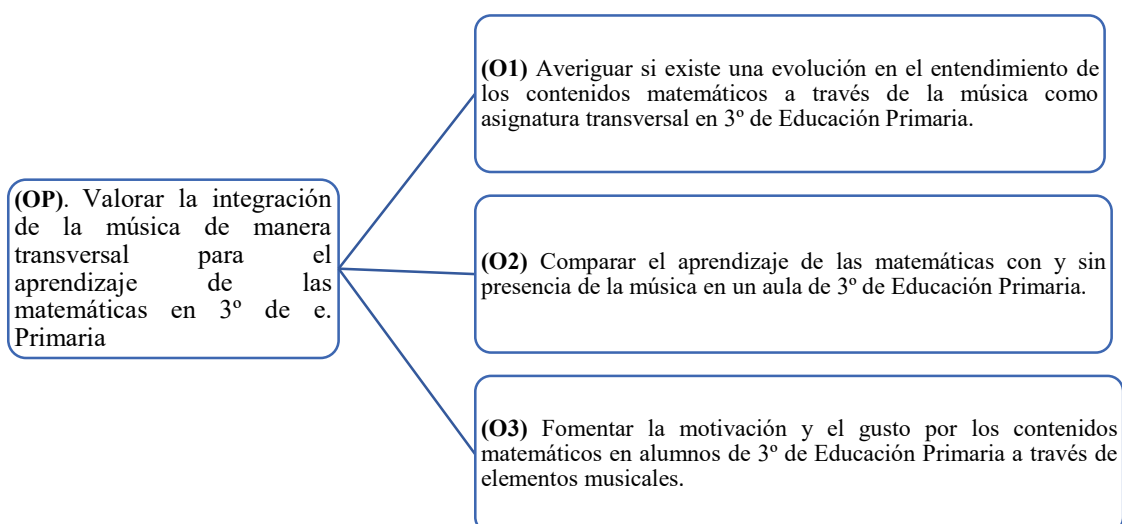 (O1) Averiguar si existe una evolución en el entendimiento de
los contenidos matemáticos a través de la música como
asignatura transversal en 3º de Educación Primaria.
(OP). Valorar la integración
de la música de manera
transversal para el
aprendizaje de las
matemáticas en 3º de e.
Primaria
(O2) Comparar el aprendizaje de las matemáticas con y sin
presencia de la música en un aula de 3º de Educación Primaria.
(O3) Fomentar la motivación y el gusto por los contenidos
matemáticos en alumnos de 3º de Educación Primaria a través de
elementos musicales.